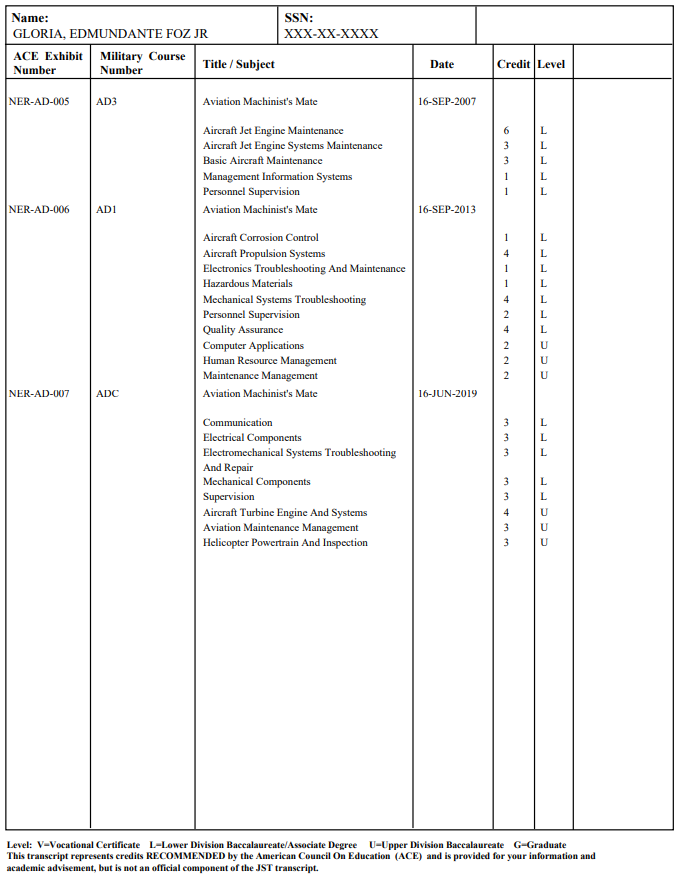 Name: SSN:
GLORIA, EDMUNDANTE FOZ JR XXX-XX-XXXX
ACE Exhibit Number Military Course Number Title / Subject Date Credit Level
NER-AD-005 AD3 Aviation Machinist's Mate 16-SEP-2007
Aircraft Jet Engine Maintenance 6 L
Aircraft Jet Engine Systems Maintenance 3 L
Basic Aircraft Maintenance 3 L
Management Information Systems 1 L
Personnel Supervision 1 L
NER-AD-006 AD1 Aviation Machinist's Mate 16-SEP-2013
Aircraft Corrosion Control 1 L
Aircraft Propulsion Systems 4 L
Electronics Troubleshooting And Maintenance 1 L
Hazardous Materials 1 L
Mechanical Systems Troubleshooting 4 L
Personnel Supervision 2 L
Quality Assurance 4 L
Computer Applications 2 U
Human Resource Management 2 U
Maintenance Management 2 U
NER-AD-007 ADC Aviation Machinist's Mate 16-JUN-2019
Communication 3 L
Electrical Components 3 L
Electromechanical Systems Troubleshooting 3 L
And Repair
Mechanical Components 3 L
Supervision 3 L
Aircraft Turbine Engine And Systems 4 U
Aviation Maintenance Management 3 U
Helicopter Powertrain And Inspection 3 U
Level: V=Vocational Certificate L=Lower Division Baccalaureate/Associate Degree U=Upper Division Baccalaureate G=Graduate
This transcript represents credits RECOMMENDED by the American Council On Education (ACE) and is provided for your information and
academic advisement, but is not an official component of the JST transcript.